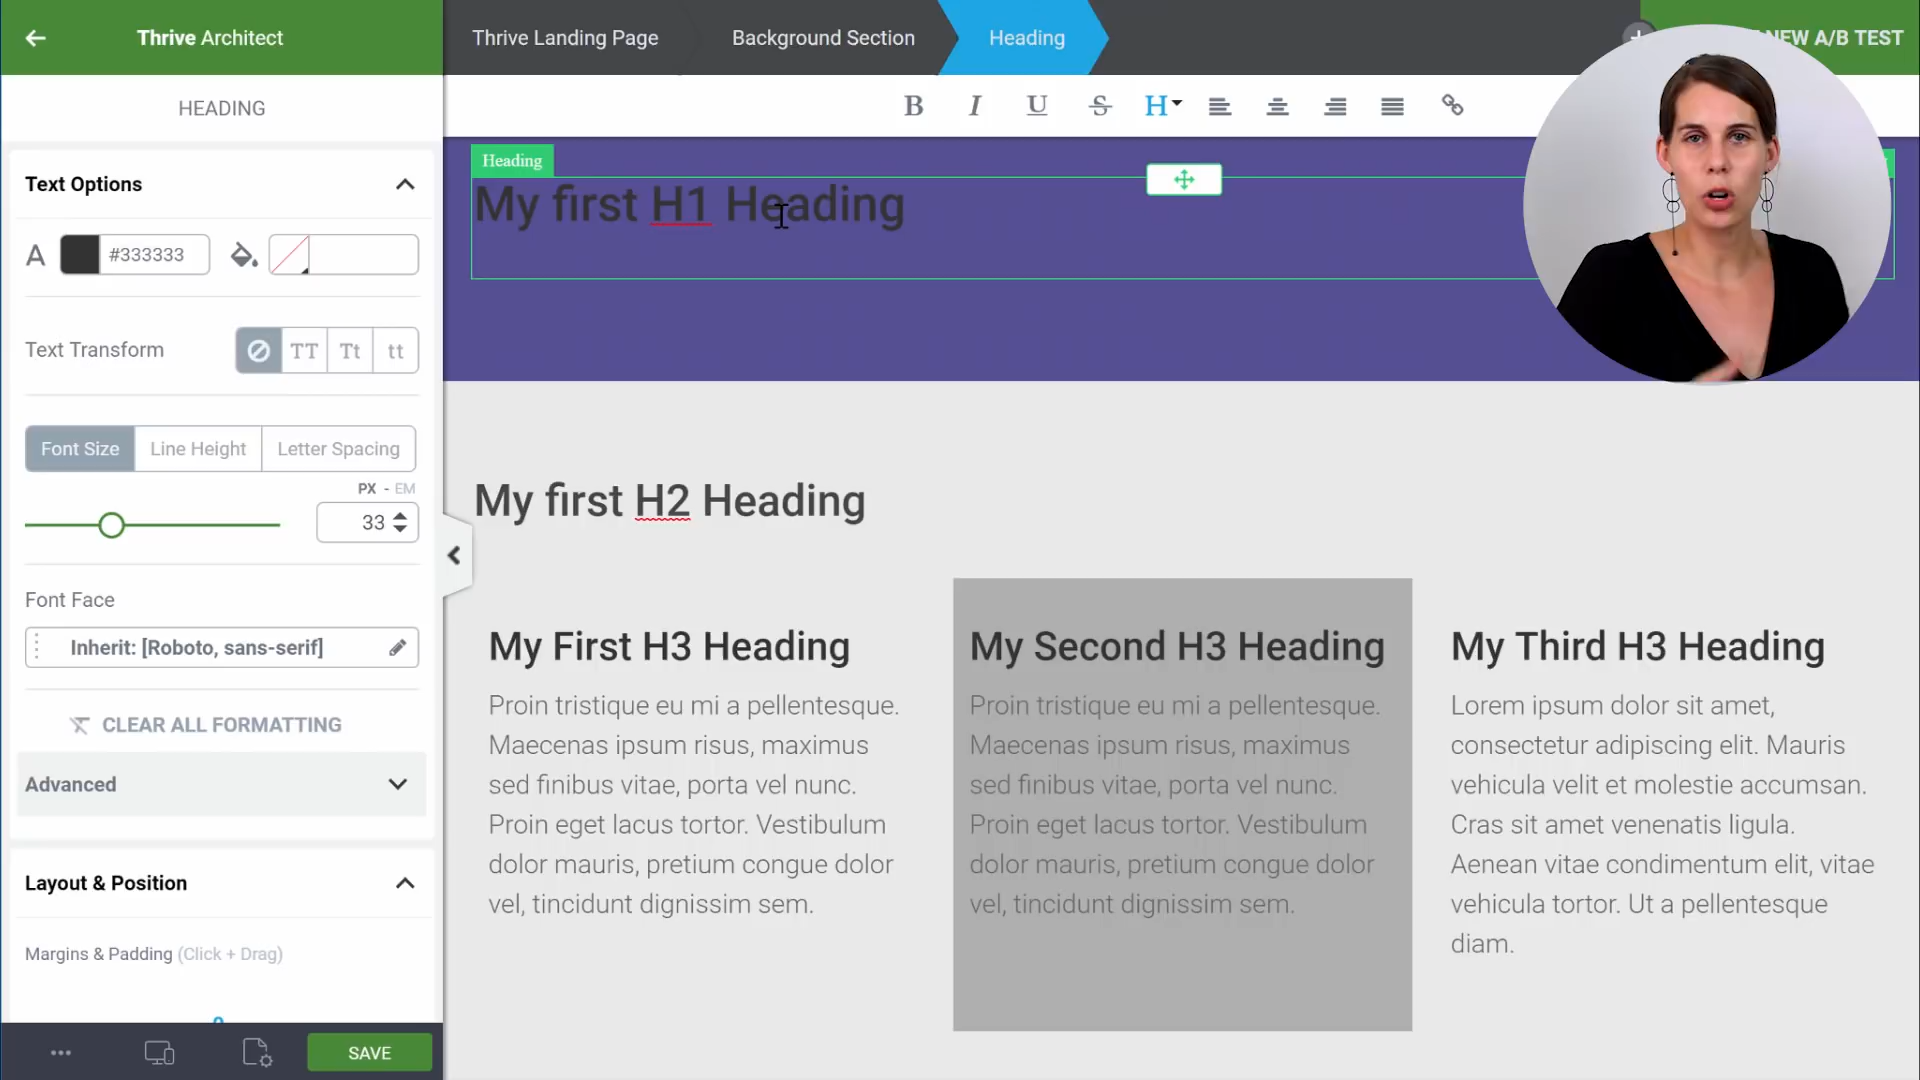 Thrive Architect
Thrive Landing Page
Background Section
Heading
NEW A/B TEST
HEADING
B I U S H
Text Options
A #333333
Text Transform
TT Tt tt
Font Size
Line Height
Letter Spacing
PX - EM
33
Font Face
Inherit: [Roboto, sans-serif]
CLEAR ALL FORMATTING
Advanced
Layout & Position
Margins & Padding (Click + Drag)
SAVE
Heading
My first H1 Heading
My first H2 Heading
My First H3 Heading
Proin tristique eu mi a pellentesque.
Maecenas ipsum risus, maximus
sed finibus vitae, porta vel nunc.
Proin eget lacus tortor. Vestibulum
dolor mauris, pretium congue dolor
vel, tincidunt dignissim sem.
My Second H3 Heading
Proin tristique eu mi a pellentesque.
Maecenas ipsum risus, maximus
sed finibus vitae, porta vel nunc.
Proin eget lacus tortor. Vestibulum
dolor mauris, pretium congue dolor
vel, tincidunt dignissim sem.
My Third H3 Heading
Lorem ipsum dolor sit amet,
consectetur adipiscing elit. Mauris
vehicula velit et molestie accumsan.
Cras sit amet venenatis ligula.
Aenean vitae condimentum elit, vitae
vehicula tortor. Ut a pellentesque
diam.